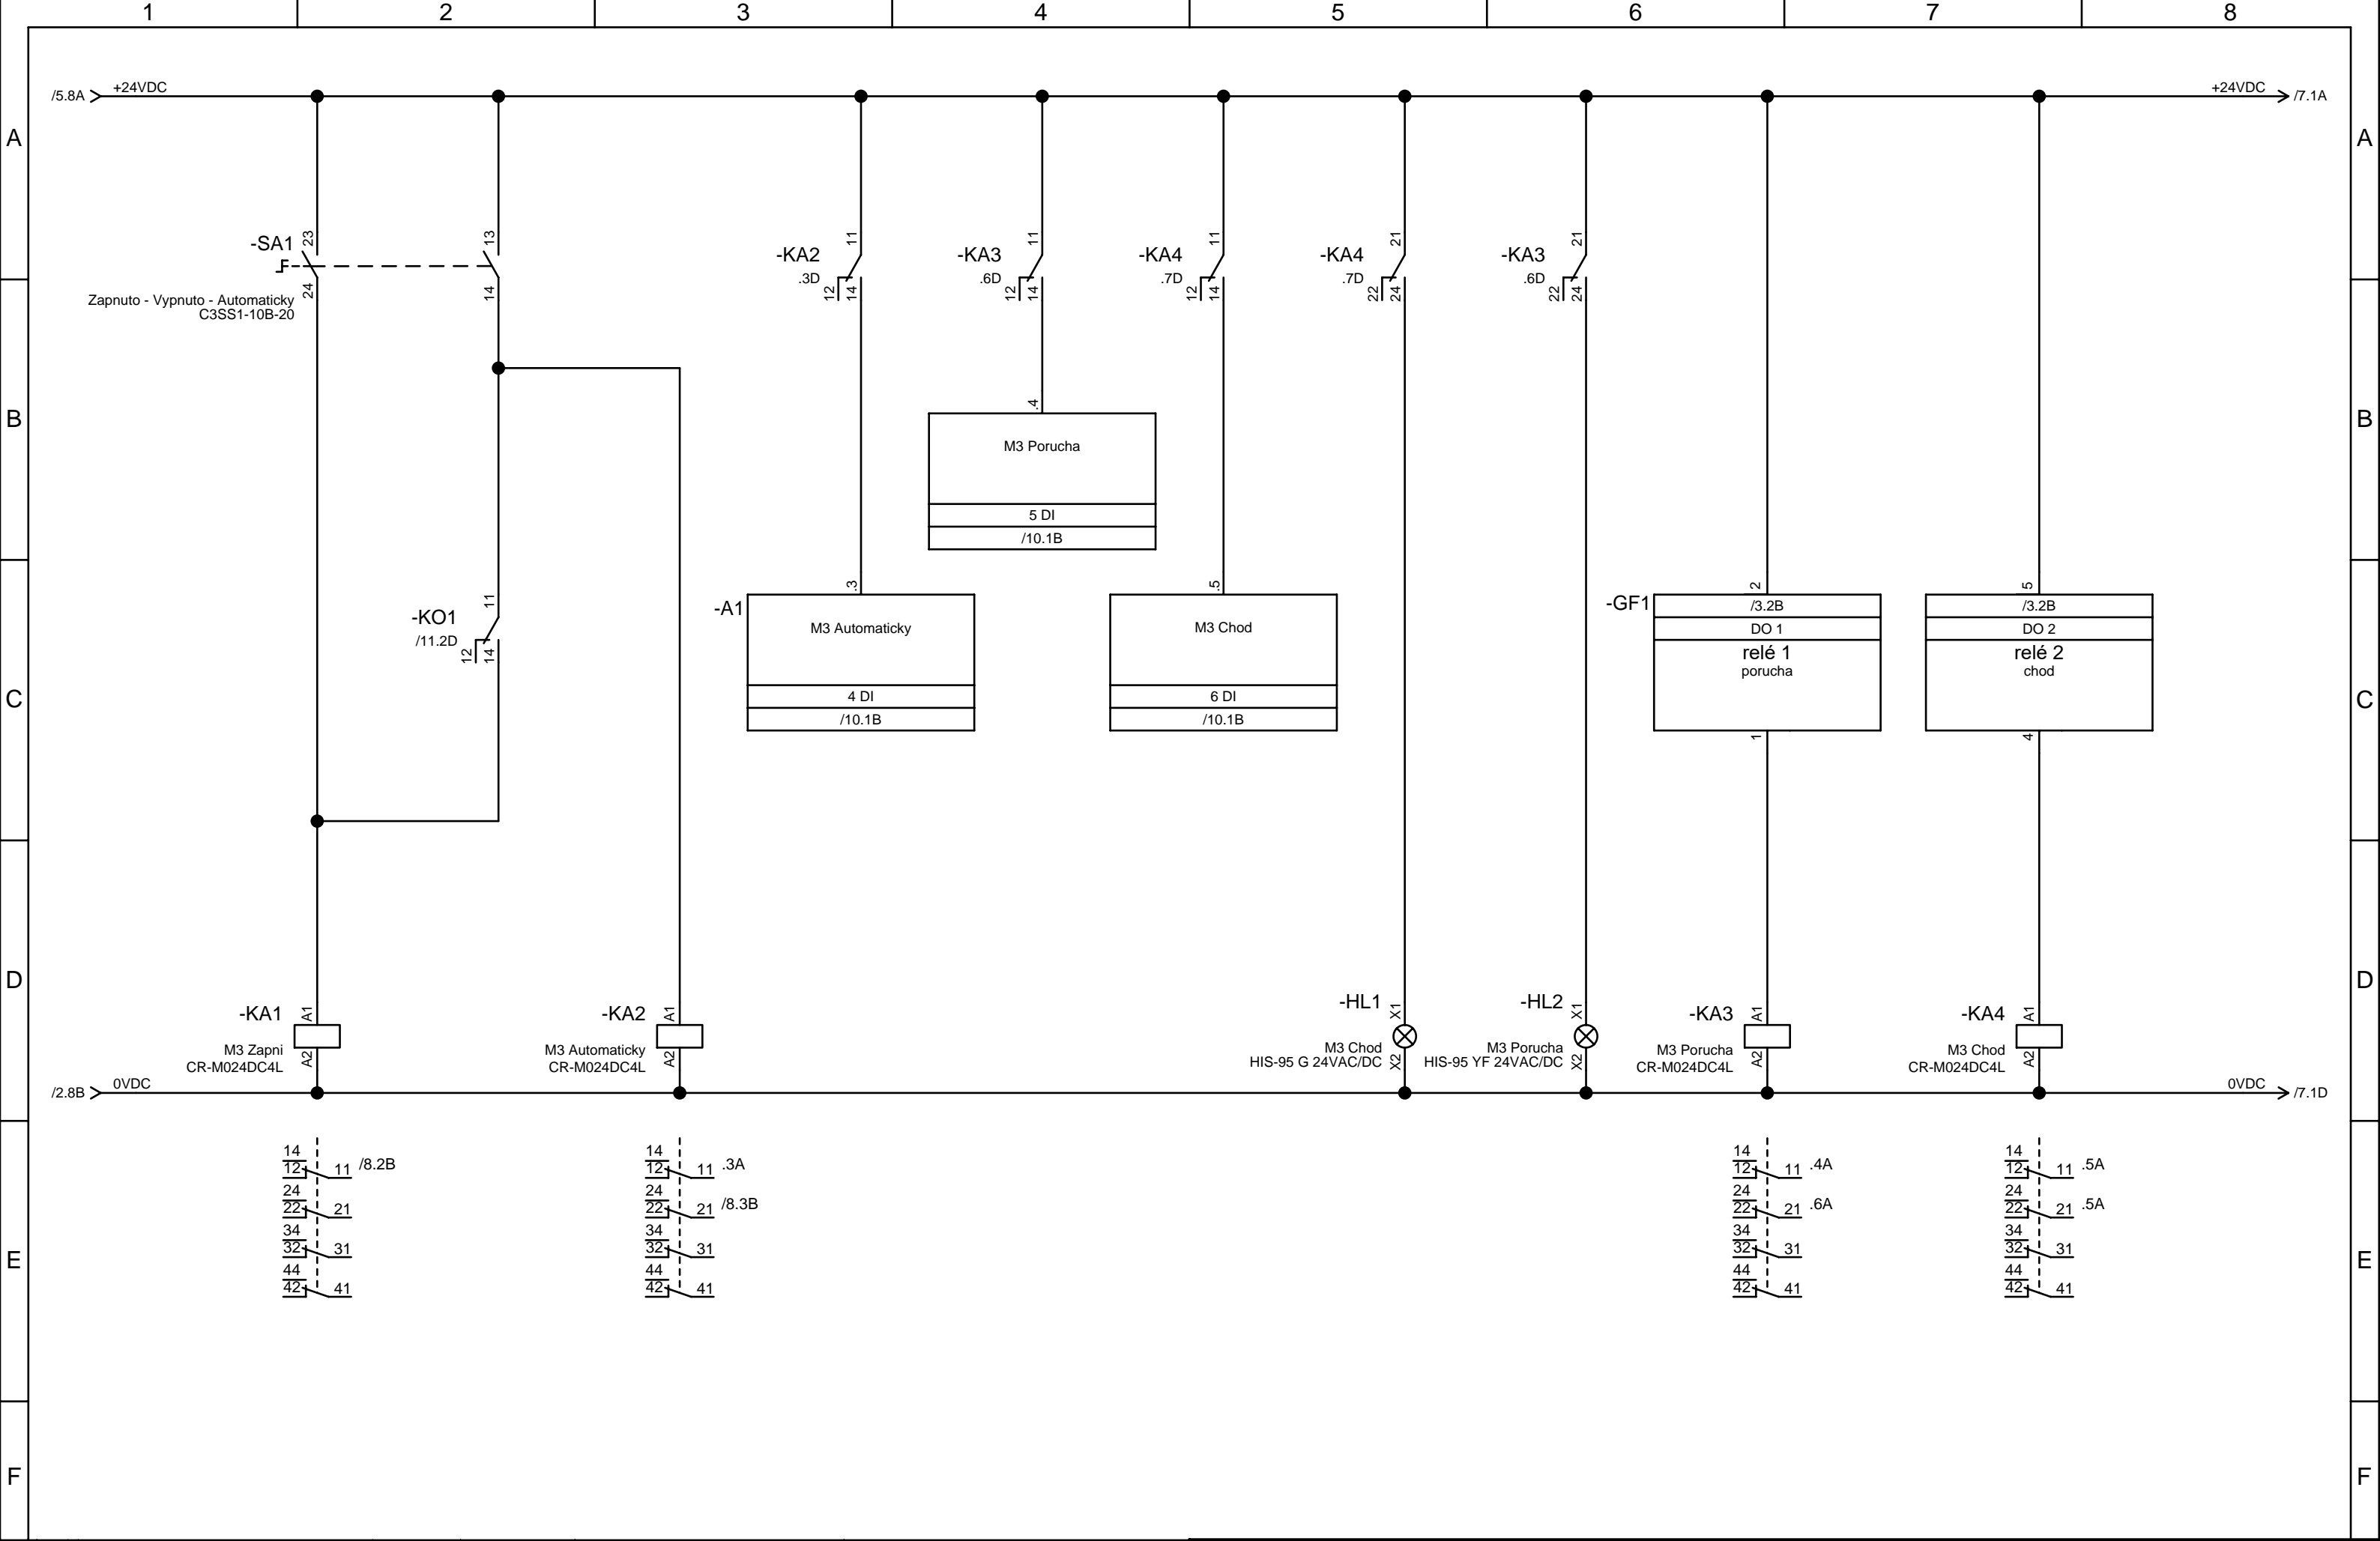 1 2 3 4 5 6 7 8
/5.8A +24VDC +24VDC /7.1A
A A
-SA1 23 13
24 14
Zapnuto - Vypnuto - Automaticky
C3SS1-10B-20
-KA2 11
.3D 12 14
-KA3 11
.6D 12 14
-KA4 11
.7D 12 14
-KA4 21
.7D 22 24
-KA3 21
.6D 22 24
B B
.4
M3 Porucha
5 DI
/10.1B
-KO1 11
/11.2D 12 14
-A1 .3
M3 Automaticky
4 DI
/10.1B
.5
M3 Chod
6 DI
/10.1B
-GF1 2
/3.2B
DO 1
relé 1
porucha
1
5
/3.2B
DO 2
relé 2
chod
4
C C
D D
-KA1 A1
M3 Zapni A2
CR-M024DC4L
-KA2 A1
M3 Automaticky A2
CR-M024DC4L
-HL1 X1
M3 Chod X2
HIS-95 G 24VAC/DC
-HL2 X1
M3 Porucha X2
HIS-95 YF 24VAC/DC
-KA3 A1
M3 Porucha A2
CR-M024DC4L
-KA4 A1
M3 Chod A2
CR-M024DC4L
/2.8B 0VDC 0VDC /7.1D
14
12 11 /8.2B
24
22 21
34
32 31
44
42 41
14
12 11 .3A
24
22 21 /8.3B
34
32 31
44
42 41
14
12 11 .4A
24
22 21 .6A
34
32 31
44
42 41
14
12 11 .5A
24
22 21 .5A
34
32 31
44
42 41
E E
F F